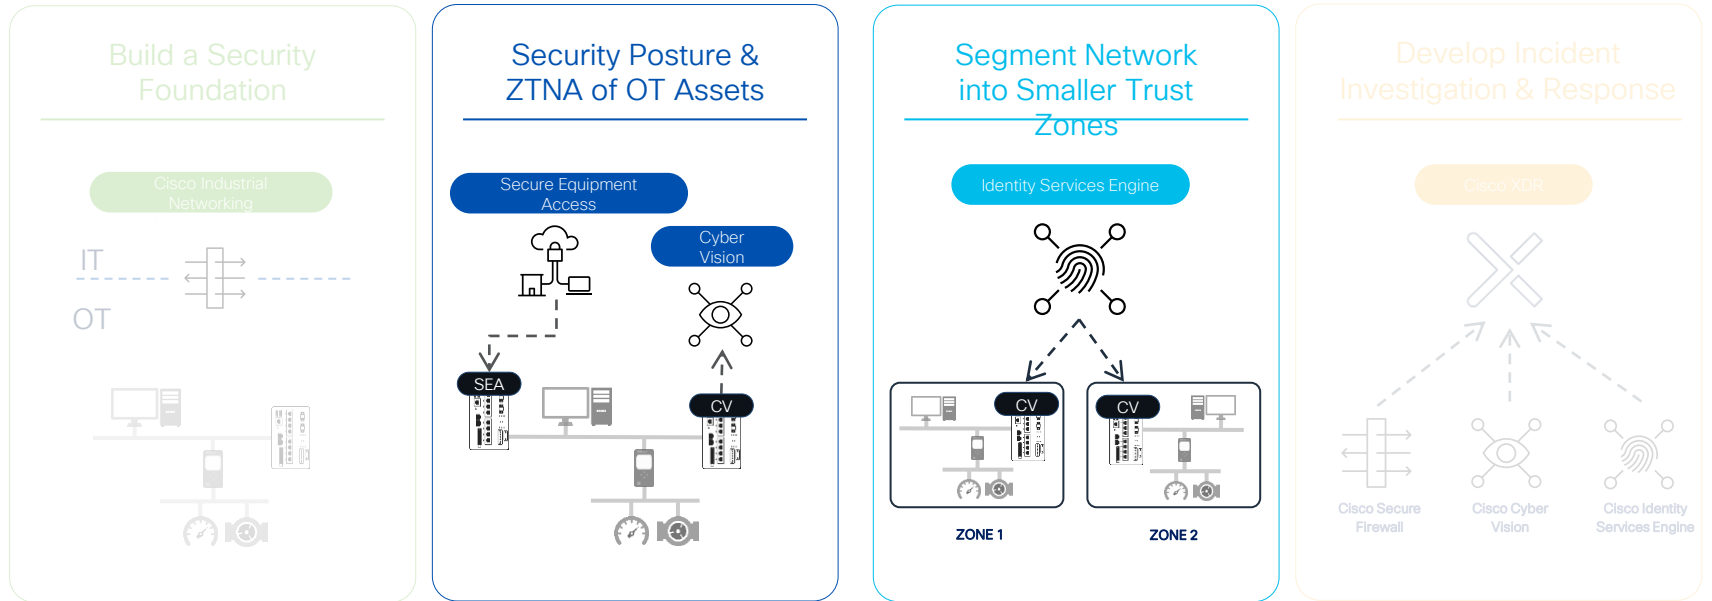 Build a Security
Foundation
Cisco Industrial
Networking
IT
OT
Security Posture &
ZTNA of OT Assets
Secure Equipment
Access
Cyber
Vision
SEA
CV
Segment Network
into Smaller Trust
Zones
Identity Services Engine
CV
CV
ZONE 1
ZONE 2
Develop Incident
Investigation & Response
Cisco XDR
Cisco Secure
Firewall
Cisco Cyber
Vision
Cisco Identity
Services Engine